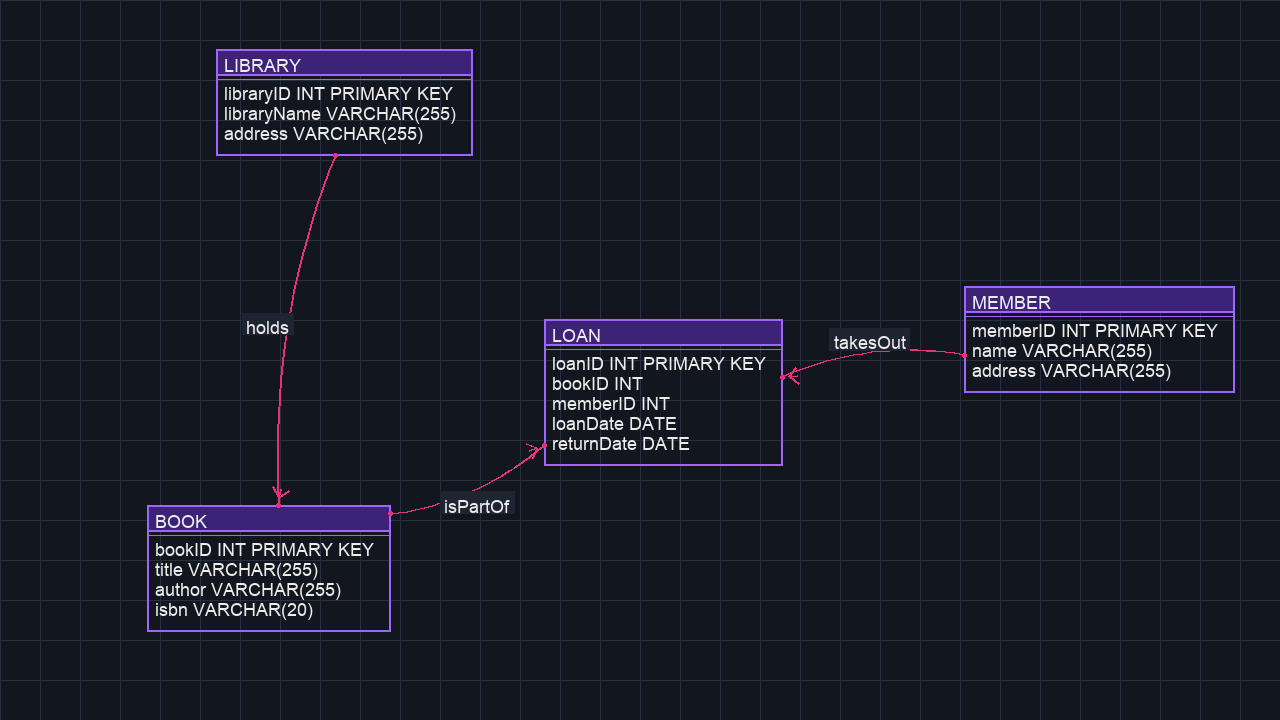 LIBRARY
libraryID INT PRIMARY KEY
libraryName VARCHAR(255)
address VARCHAR(255)
holds
BOOK
bookID INT PRIMARY KEY
title VARCHAR(255)
author VARCHAR(255)
isbn VARCHAR(20)
isPartOf
LOAN
loanID INT PRIMARY KEY
bookID INT
memberID INT
loanDate DATE
returnDate DATE
takesOut
MEMBER
memberID INT PRIMARY KEY
name VARCHAR(255)
address VARCHAR(255)